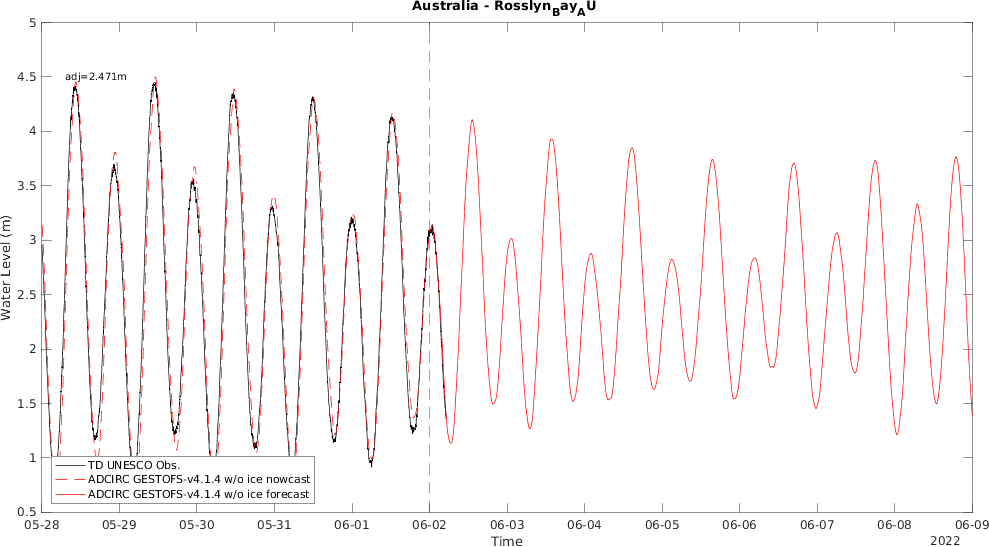 Australia - Rosslyn_Bay_AU
5
4.5
4
3.5
3
2.5
2
1.5
1
0.5
Water Level (m)
adj=2.471m
TD UNESCO Obs.
ADCIRC GESTOFS-v4.1.4 w/o ice nowcast
ADCIRC GESTOFS-v4.1.4 w/o ice forecast
05-28 05-29 05-30 05-31 06-01 06-02 06-03 06-04 06-05 06-06 06-07 06-08 06-09
Time
2022